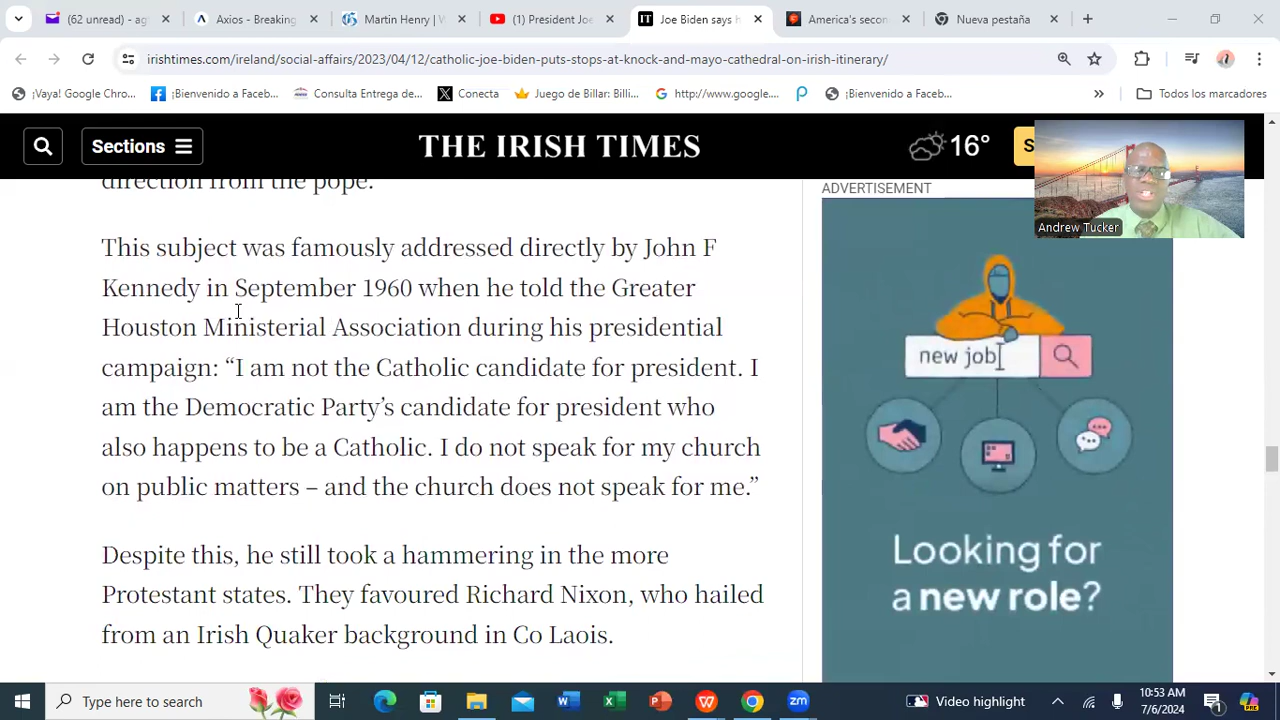 (62 unread) - ag
Axios - Breaking
Martin Henry | W
(1) President Joe
Joe Biden says h
America's secon
Nueva pestaña
irishtimes.com/ireland/social-affairs/2023/04/12/catholic-joe-biden-puts-stops-at-knock-and-mayo-cathedral-on-irish-itinerary/
¡Vaya! Google Chro...
¡Bienvenido a Faceb...
Consulta Entrega de...
Conecta
Juego de Billar: Billi...
http://www.google....
¡Bienvenido a Faceb...
Todos los marcadores
Sections
THE IRISH TIMES
16°
S
Andrew Tucker
direction from the pope.
This subject was famously addressed directly by John F
Kennedy in September 1960 when he told the Greater
Houston Ministerial Association during his presidential
campaign: “I am not the Catholic candidate for president. I
am the Democratic Party’s candidate for president who
also happens to be a Catholic. I do not speak for my church
on public matters – and the church does not speak for me.”
Despite this, he still took a hammering in the more
Protestant states. They favoured Richard Nixon, who hailed
from an Irish Quaker background in Co Laois.
ADVERTISEMENT
new job
Looking for
a new role?
Type here to search
Video highlight
10:53 AM
7/6/2024